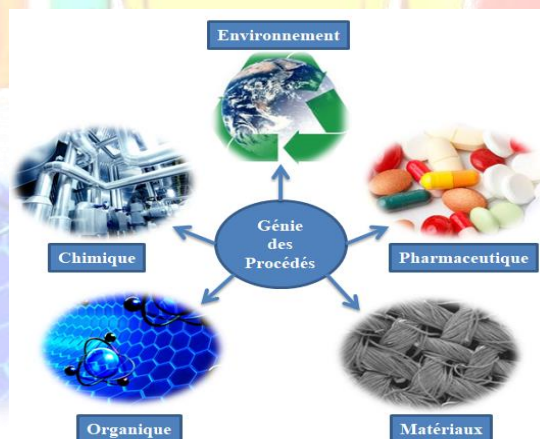 Environnement
Génie
des
Procédés
Chimique
Pharmaceutique
Organique
Matériaux